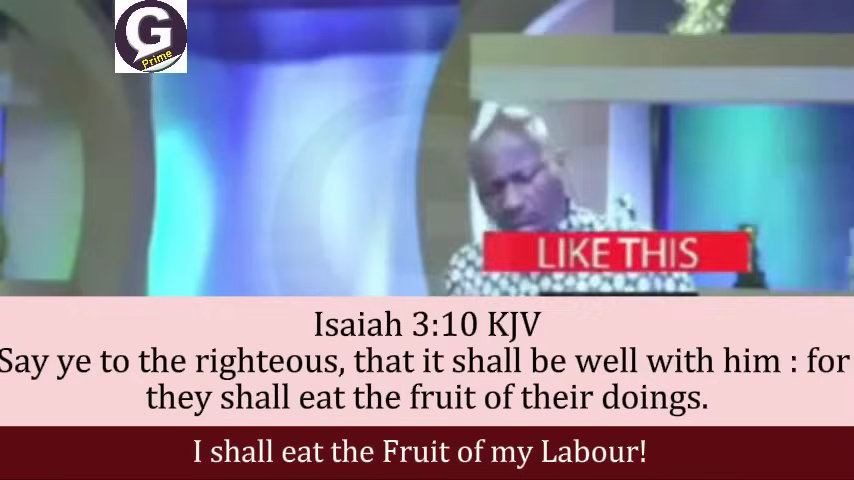 G
Prime
LIKE THIS
Isaiah 3:10 KJV
Say ye to the righteous, that it shall be well with him : for
they shall eat the fruit of their doings.
I shall eat the Fruit of my Labour!